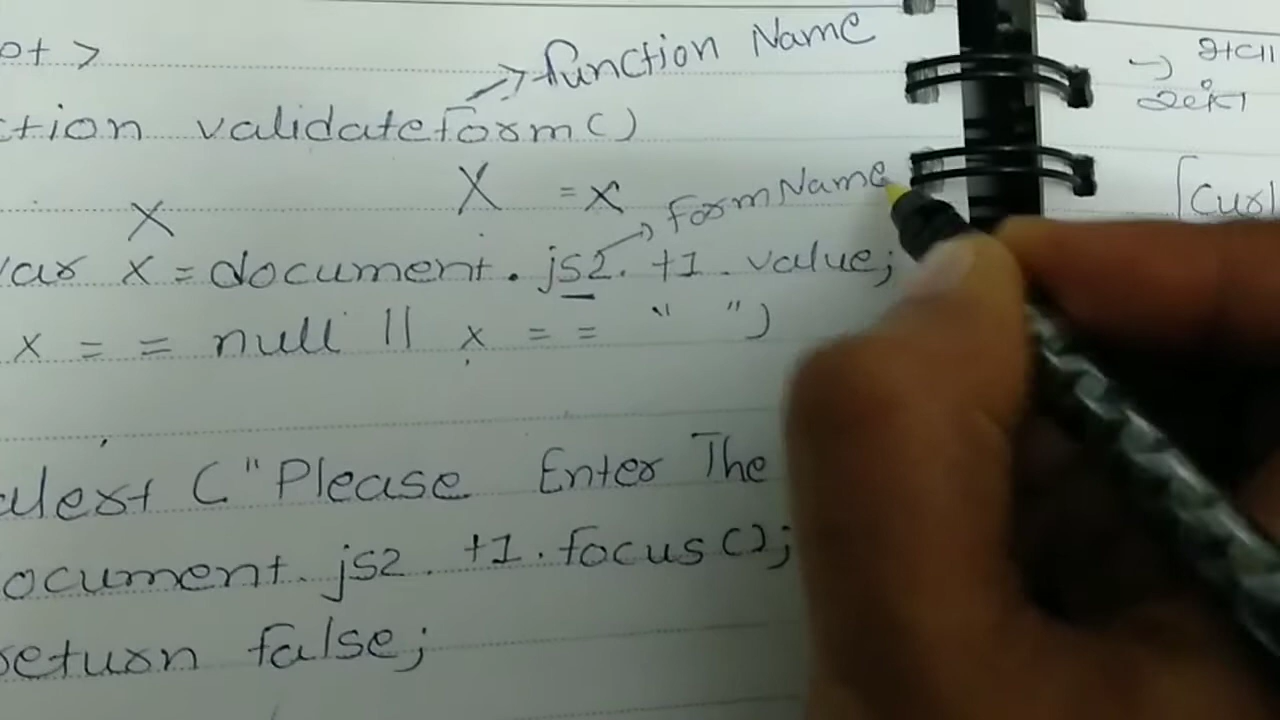 ot >
function Name
ction validateform()
X X = x
formName
var x = document. js2. t1. value;
x = = null || x = = " ")
alert ("Please Enter The
ocument. js2. t1. focus();
return false;
[Curl